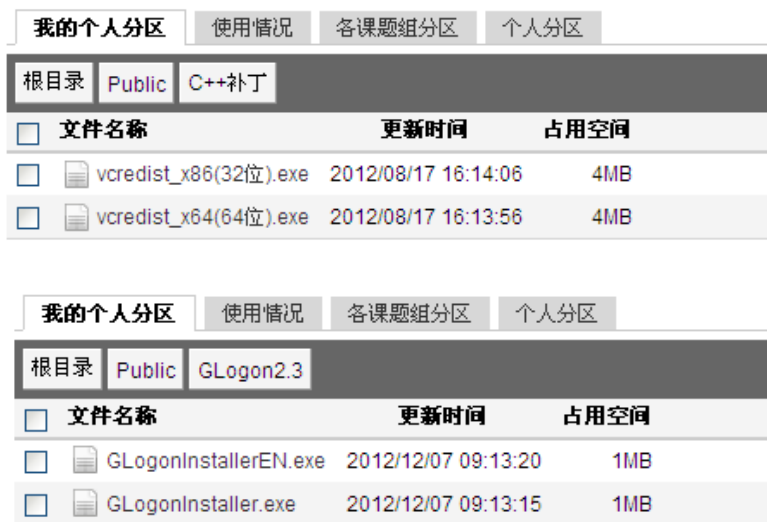 我的个人分区 使用情况 各课题组分区 个人分区
根目录 Public C++补丁
文件名称 更新时间 占用空间
vcredist_x86(32位).exe 2012/08/17 16:14:06 4MB
vcredist_x64(64位).exe 2012/08/17 16:13:56 4MB
我的个人分区 使用情况 各课题组分区 个人分区
根目录 Public GLogon2.3
文件名称 更新时间 占用空间
GLogonInstallerEN.exe 2012/12/07 09:13:20 1MB
GLogonInstaller.exe 2012/12/07 09:13:15 1MB